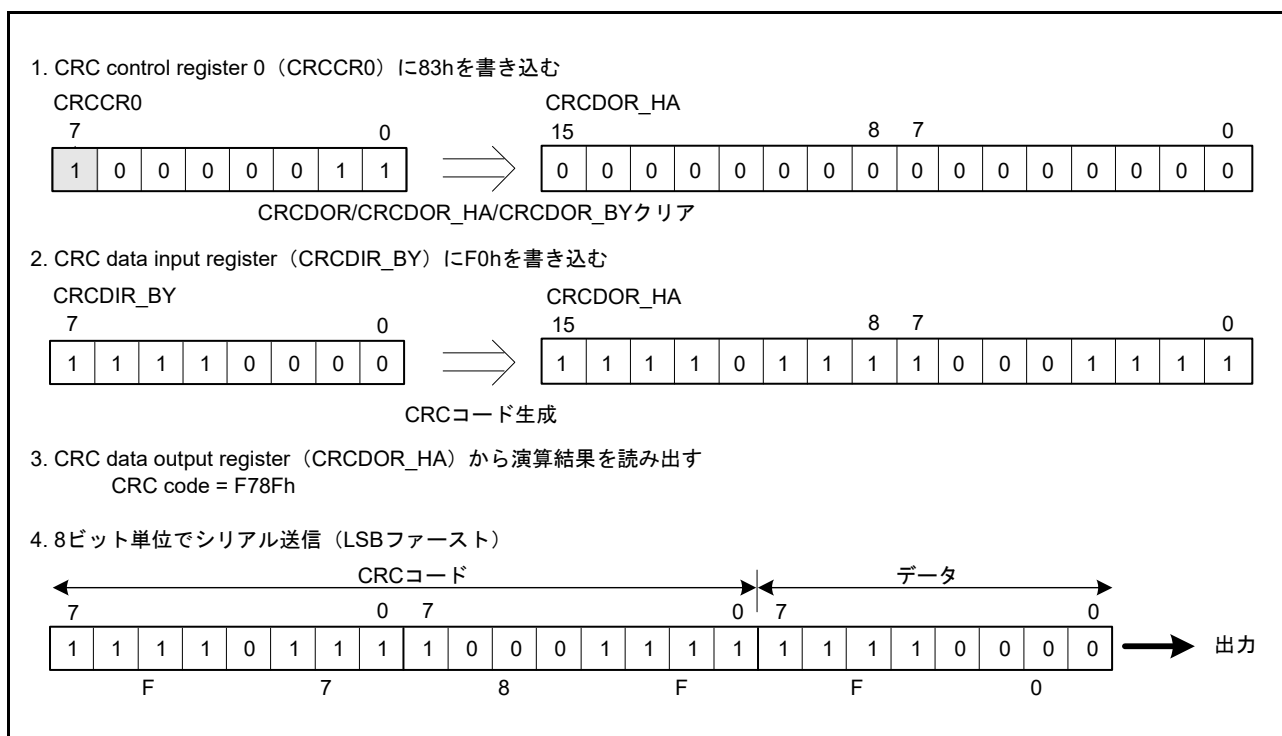 1. CRC control register 0（CRCCR0）に83hを書き込む
CRCCR0 CRCDOR_HA
7 0 15 8 7 0
1 0 0 0 0 0 1 1 0 0 0 0 0 0 0 0 0 0 0 0 0 0 0 0
CRCDOR/CRCDOR_HA/CRCDOR_BYクリア
2. CRC data input register（CRCDIR_BY）にF0hを書き込む
CRCDIR_BY CRCDOR_HA
7 0 15 8 7 0
1 1 1 1 0 0 0 0 1 1 1 1 0 1 1 1 1 0 0 0 1 1 1 1
CRCコード生成
3. CRC data output register（CRCDOR_HA）から演算結果を読み出す
CRC code = F78Fh
4. 8ビット単位でシリアル送信（LSBファースト）
CRCコード データ
7 0 7 0 7 0
1 1 1 1 0 1 1 1 1 0 0 0 1 1 1 1 1 1 1 1 0 0 0 0 出力
F 7 8 F F 0